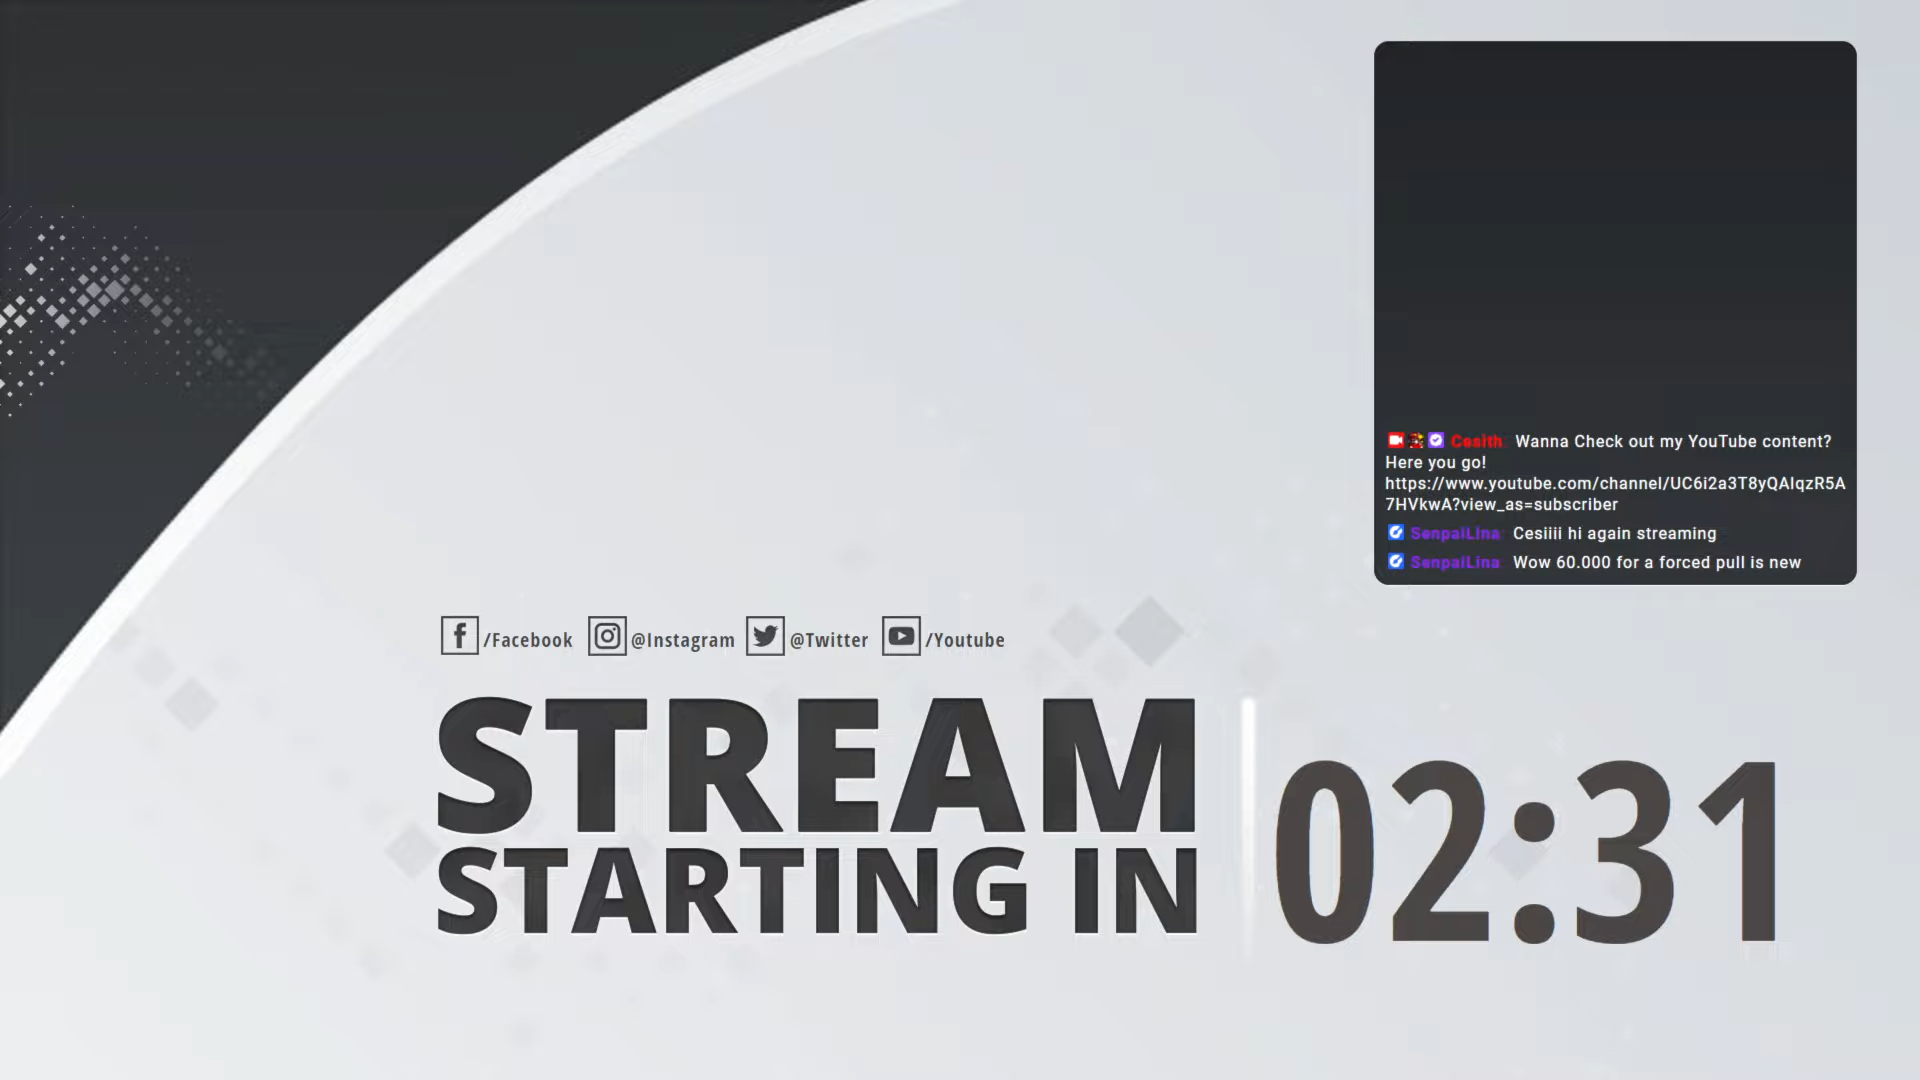 Cesith Wanna Check out my YouTube content?
Here you go!
https://www.youtube.com/channel/UC6i2a3T8yQAIqzR5A
7HVkwA?view_as=subscriber
SenpaiLina Cesiiii hi again streaming
SenpaiLina Wow 60.000 for a forced pull is new
/Facebook @Instagram @Twitter /Youtube
STREAM
STARTING IN
02:31